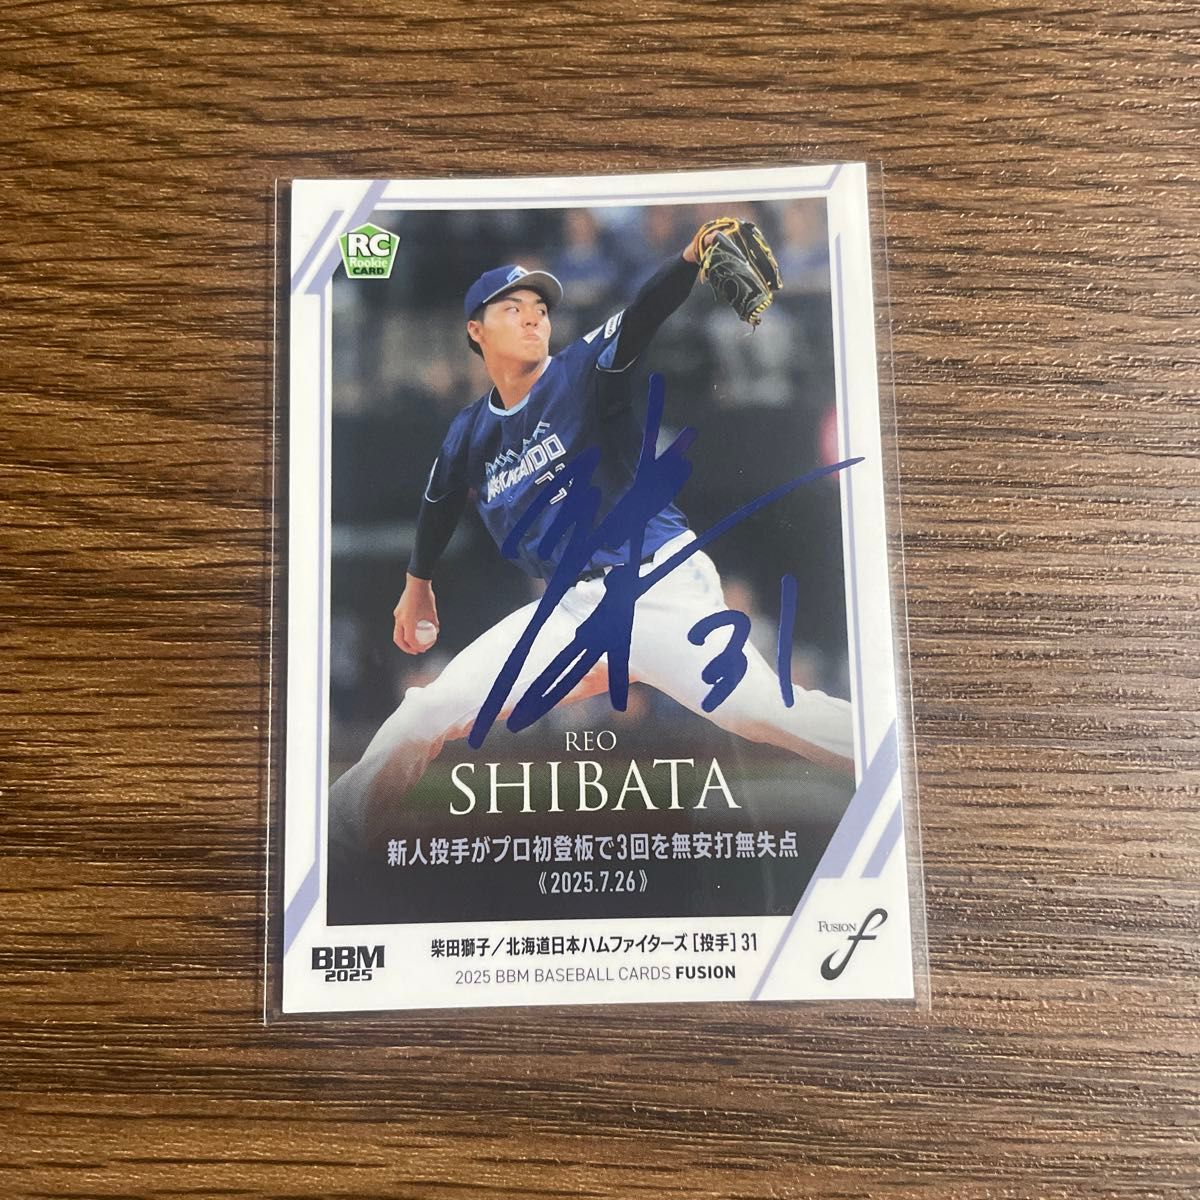 RC
Rookie
CARD
HOKKAIDO
31
31
REO
SHIBATA
新人投手がプロ初登板で3回を無安打無失点
《2025.7.26》
BBM
2025
柴田獅子/北海道日本ハムファイターズ[投手]31
2025 BBM BASEBALL CARDS FUSION
FUSION
f